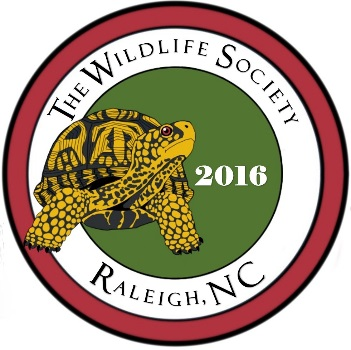 The Wildlife Society
2016
Raleigh, NC